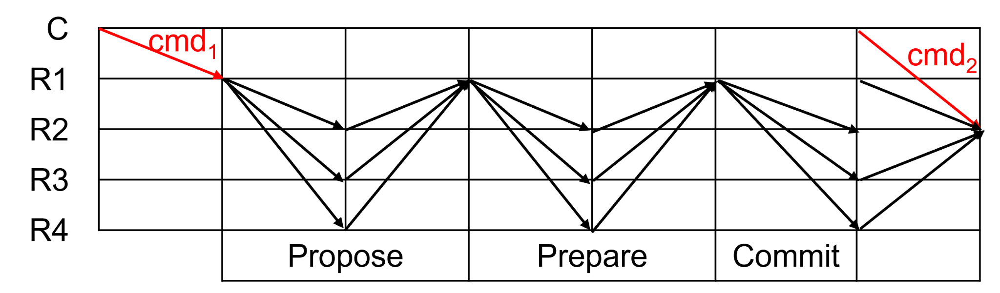 C
cmd₁
cmd₂
R1
R2
R3
R4
Propose Prepare Commit